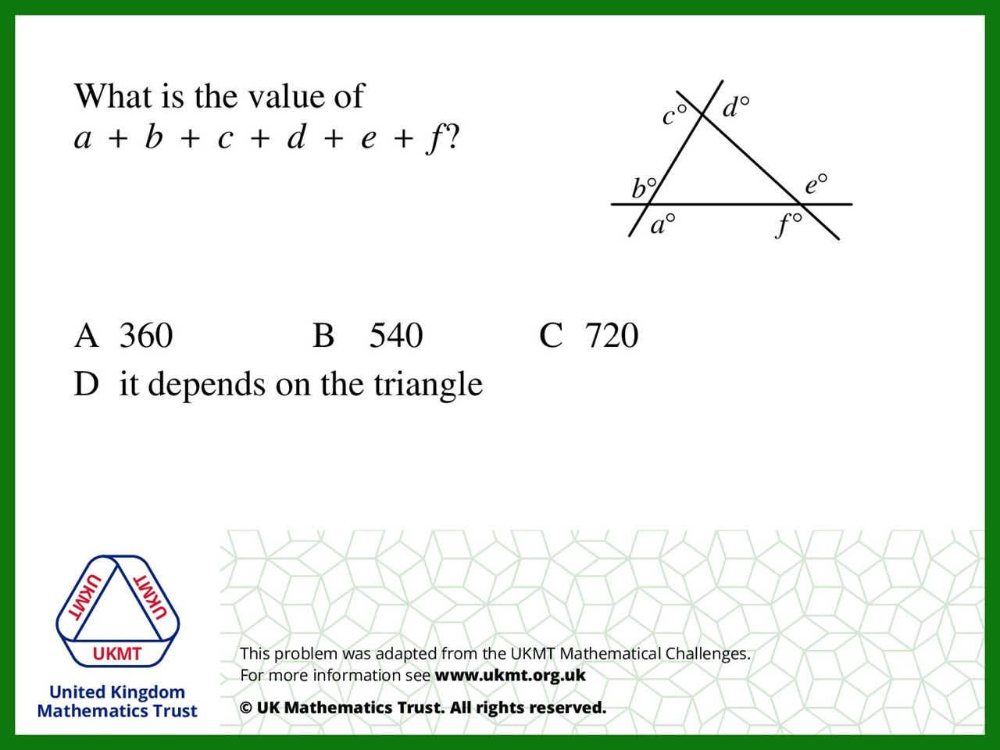 What is the value of
a + b + c + d + e + f?
c° d°
b° e°
a° f°
A 360 B 540 C 720
D it depends on the triangle
UKMT UKMT
UKMT
United Kingdom
Mathematics Trust
This problem was adapted from the UKMT Mathematical Challenges.
For more information see www.ukmt.org.uk
© UK Mathematics Trust. All rights reserved.